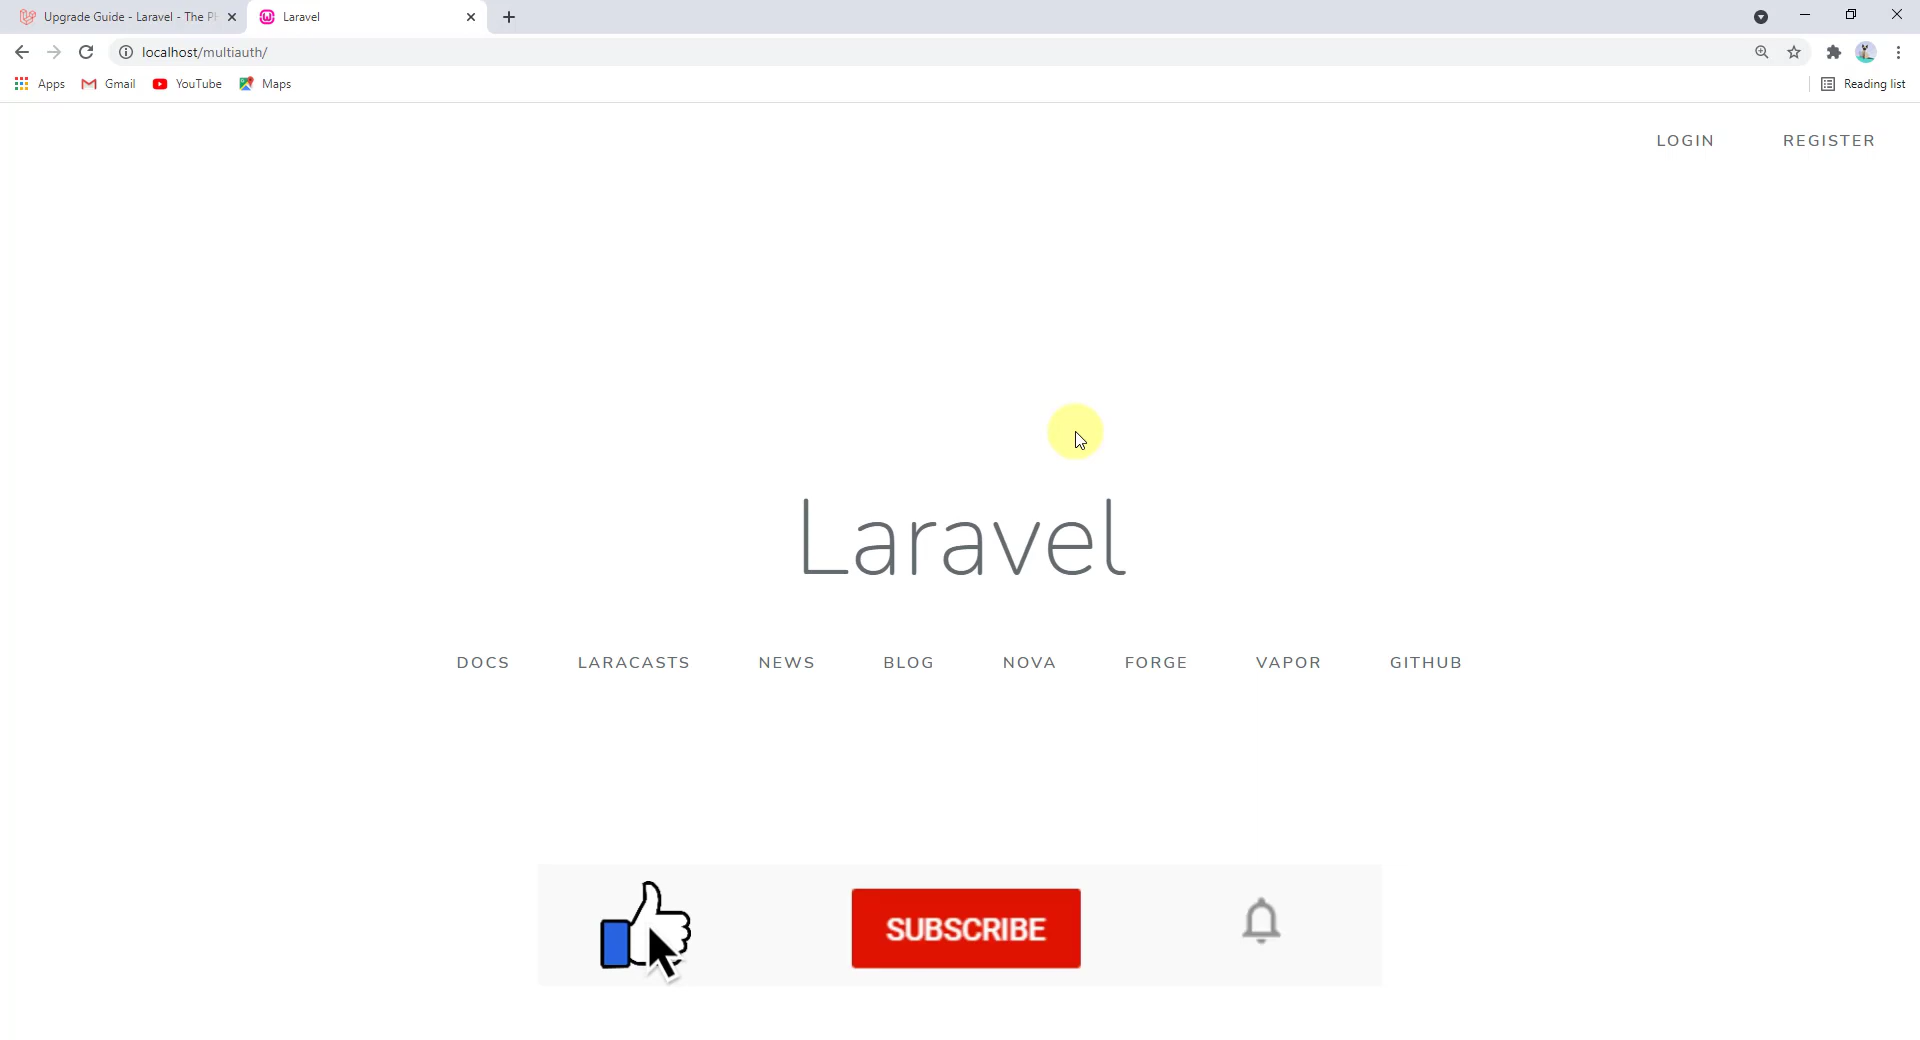 Upgrade Guide - Laravel - The P
Laravel
localhost/multiauth/
Apps
Gmail
YouTube
Maps
Reading list
LOGIN
REGISTER
Laravel
DOCS
LARACASTS
NEWS
BLOG
NOVA
FORGE
VAPOR
GITHUB
SUBSCRIBE